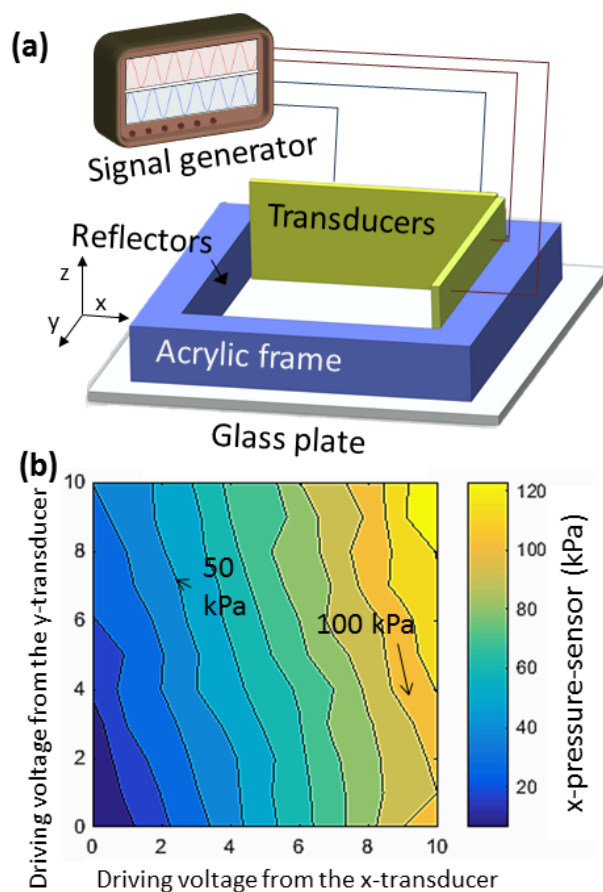 (a)
Signal generator
Transducers
Reflectors
z
x
y
Acrylic frame
Glass plate
(b)
Driving voltage from the y-transducer
10
8
6
4
2
0
50
kPa
100 kPa
0
2
4
6
8
10
Driving voltage from the x-transducer
120
100
80
60
40
20
x-pressure-sensor (kPa)